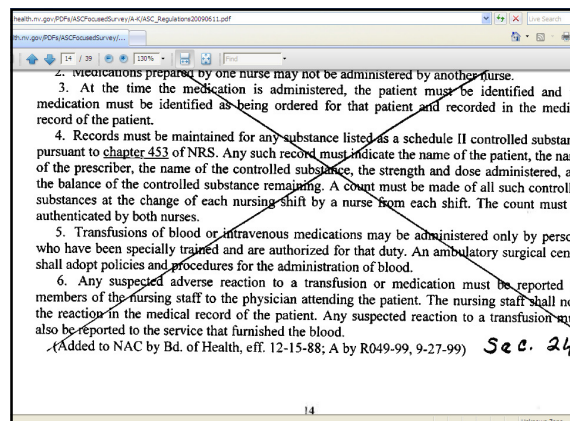 health.nv.gov/PDFs/ASCFocusedSurvey/A-K/ASC_Regulations20090611.pdf
Live Search
th.nv.gov/PDFs/ASCFocusedSurvey/...
14 / 39 130% Find
2. Medications prepared by one nurse may not be administered by another nurse.
3. At the time the medication is administered, the patient must be identified and
medication must be identified as being ordered for that patient and recorded in the medi
record of the patient.
4. Records must be maintained for any substance listed as a schedule II controlled substan
pursuant to chapter 453 of NRS. Any such record must indicate the name of the patient, the na
of the prescriber, the name of the controlled substance, the strength and dose administered, a
the balance of the controlled substance remaining. A count must be made of all such controll
substances at the change of each nursing shift by a nurse from each shift. The count must
authenticated by both nurses.
5. Transfusions of blood or intravenous medications may be administered only by perso
who have been specially trained and are authorized for that duty. An ambulatory surgical cen
shall adopt policies and procedures for the administration of blood.
6. Any suspected adverse reaction to a transfusion or medication must be reported
members of the nursing staff to the physician attending the patient. The nursing staff shall no
the reaction in the medical record of the patient. Any suspected reaction to a transfusion mu
also be reported to the service that furnished the blood.
(Added to NAC by Bd. of Health, eff. 12-15-88; A by R049-99, 9-27-99) Sec. 24
14